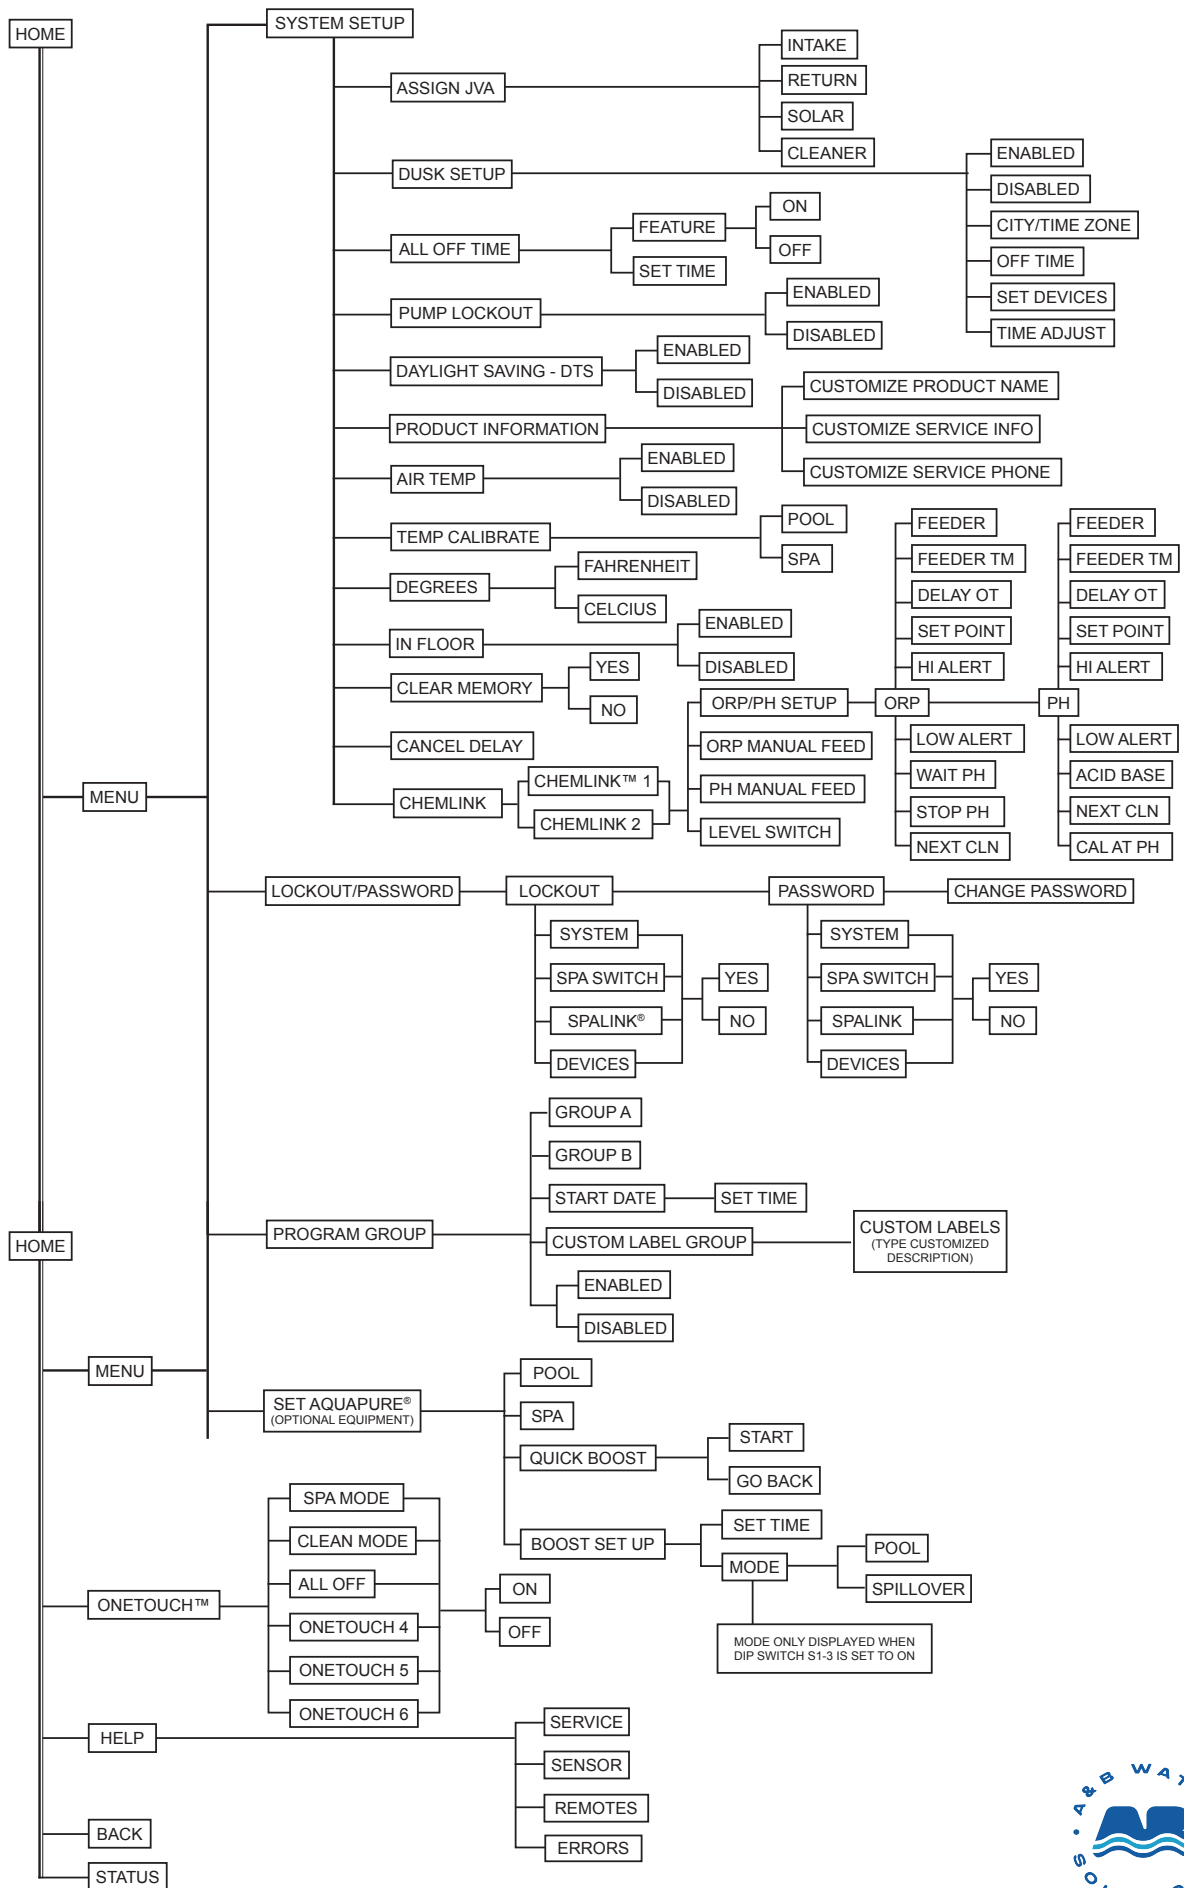 HOME
SYSTEM SETUP
ASSIGN JVA
INTAKE
RETURN
SOLAR
CLEANER
DUSK SETUP
ENABLED
DISABLED
CITY/TIME ZONE
OFF TIME
SET DEVICES
TIME ADJUST
ALL OFF TIME
FEATURE
ON
OFF
SET TIME
PUMP LOCKOUT
ENABLED
DISABLED
DAYLIGHT SAVING - DTS
ENABLED
DISABLED
PRODUCT INFORMATION
CUSTOMIZE PRODUCT NAME
CUSTOMIZE SERVICE INFO
CUSTOMIZE SERVICE PHONE
AIR TEMP
ENABLED
DISABLED
TEMP CALIBRATE
POOL
SPA
DEGREES
FAHRENHEIT
CELCIUS
IN FLOOR
ENABLED
DISABLED
CLEAR MEMORY
YES
NO
CANCEL DELAY
MENU
CHEMLINK
CHEMLINK™ 1
CHEMLINK 2
ORP/PH SETUP
ORP MANUAL FEED
PH MANUAL FEED
LEVEL SWITCH
FEEDER
FEEDER TM
DELAY OT
SET POINT
HI ALERT
ORP
LOW ALERT
WAIT PH
STOP PH
NEXT CLN
FEEDER
FEEDER TM
DELAY OT
SET POINT
HI ALERT
PH
LOW ALERT
ACID BASE
NEXT CLN
CAL AT PH
LOCKOUT/PASSWORD
LOCKOUT
SYSTEM
SPA SWITCH
SPALINK®
DEVICES
YES
NO
PASSWORD
SYSTEM
SPA SWITCH
SPALINK
DEVICES
YES
NO
CHANGE PASSWORD
HOME
PROGRAM GROUP
GROUP A
GROUP B
START DATE
SET TIME
CUSTOM LABEL GROUP
CUSTOM LABELS
(TYPE CUSTOMIZED
DESCRIPTION)
ENABLED
DISABLED
MENU
SET AQUAPURE®
(OPTIONAL EQUIPMENT)
POOL
SPA
QUICK BOOST
START
GO BACK
BOOST SET UP
SET TIME
MODE
POOL
SPILLOVER
MODE ONLY DISPLAYED WHEN
DIP SWITCH S1-3 IS SET TO ON
ONETOUCH™
SPA MODE
CLEAN MODE
ALL OFF
ONETOUCH 4
ONETOUCH 5
ONETOUCH 6
ON
OFF
HELP
SERVICE
SENSOR
REMOTES
ERRORS
BACK
STATUS
A&B